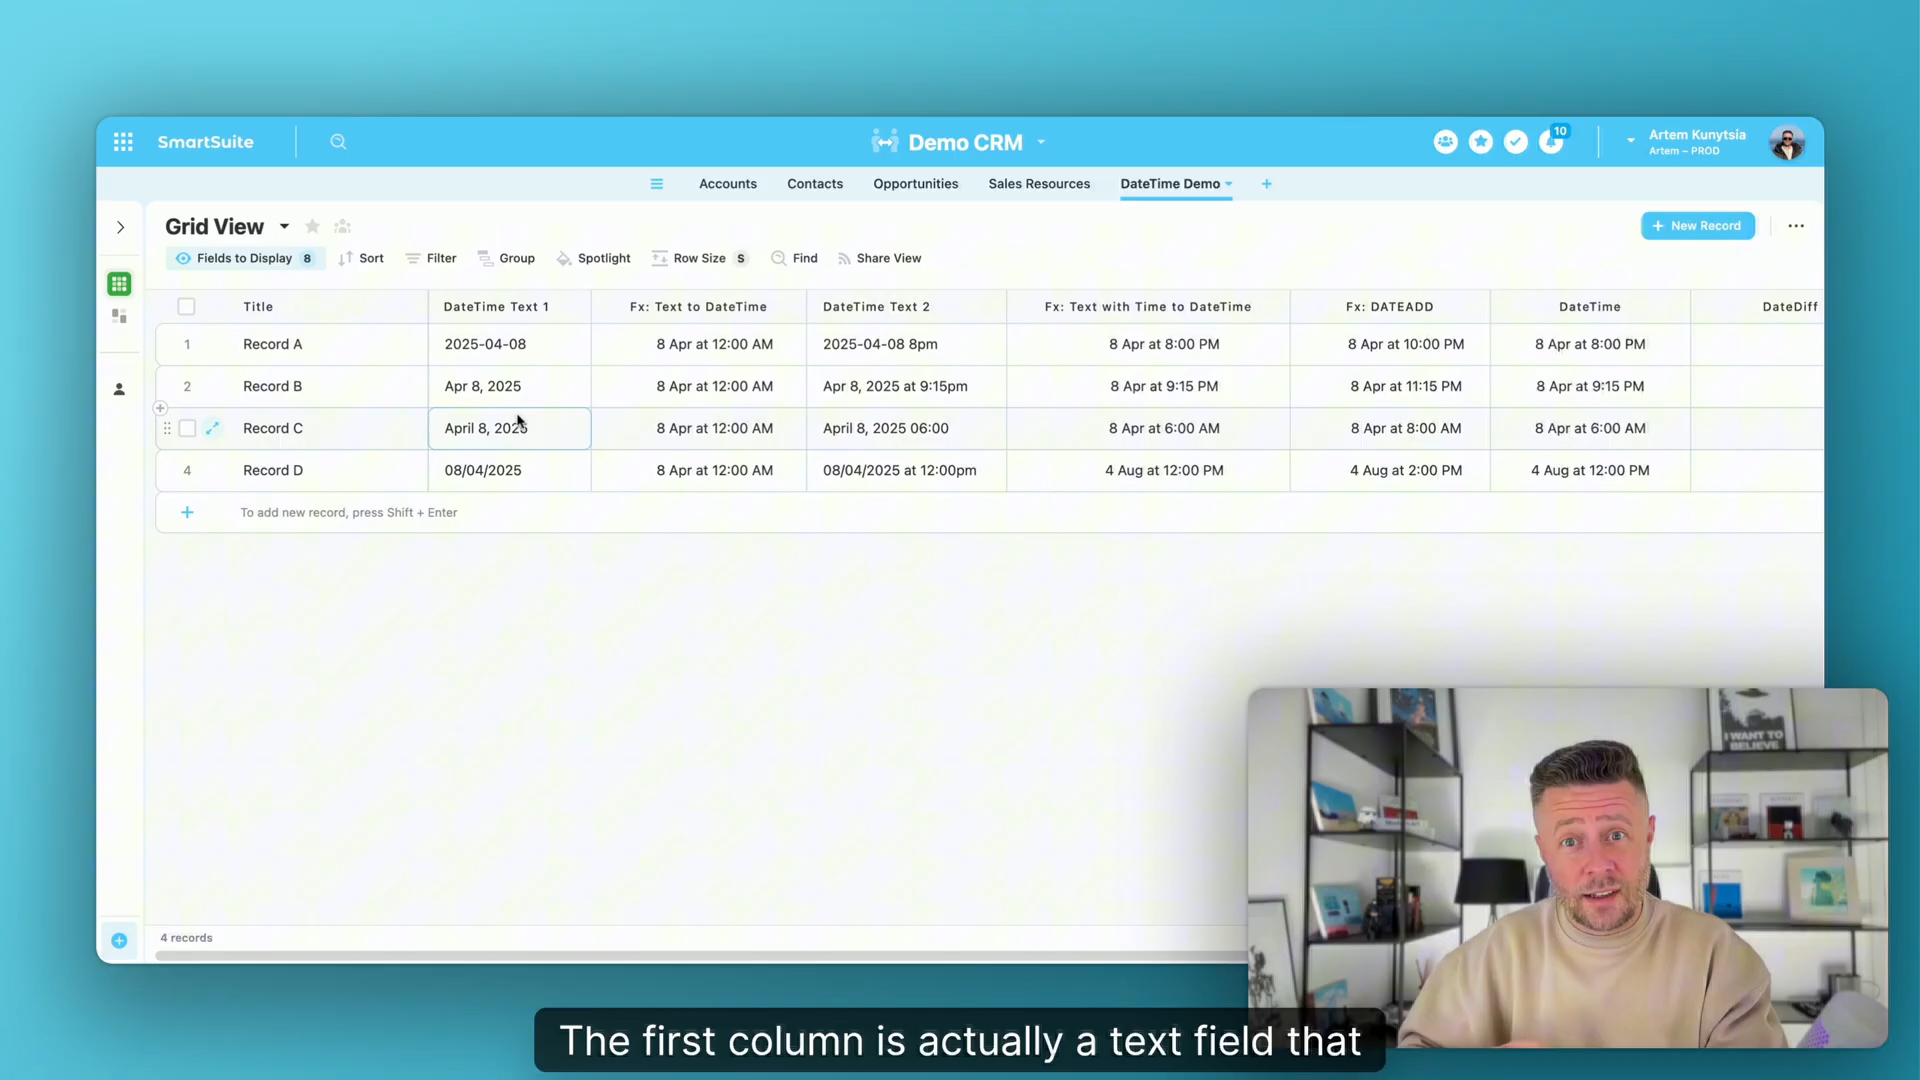 SmartSuite
Demo CRM
10
Artem Kunytsia
Artem – PROD
Accounts
Contacts
Opportunities
Sales Resources
DateTime Demo
Grid View
+ New Record
Fields to Display 8
Sort
Filter
Group
Spotlight
Row Size S
Find
Share View
Title DateTime Text 1 Fx: Text to DateTime DateTime Text 2 Fx: Text with Time to DateTime Fx: DATEADD DateTime DateDiff
1 Record A 2025-04-08 8 Apr at 12:00 AM 2025-04-08 8pm 8 Apr at 8:00 PM 8 Apr at 10:00 PM 8 Apr at 8:00 PM
2 Record B Apr 8, 2025 8 Apr at 12:00 AM Apr 8, 2025 at 9:15pm 8 Apr at 9:15 PM 8 Apr at 11:15 PM 8 Apr at 9:15 PM
Record C April 8, 2025 8 Apr at 12:00 AM April 8, 2025 06:00 8 Apr at 6:00 AM 8 Apr at 8:00 AM 8 Apr at 6:00 AM
4 Record D 08/04/2025 8 Apr at 12:00 AM 08/04/2025 at 12:00pm 4 Aug at 12:00 PM 4 Aug at 2:00 PM 4 Aug at 12:00 PM
To add new record, press Shift + Enter
4 records
I WANT TO
BELIEVE
The first column is actually a text field that